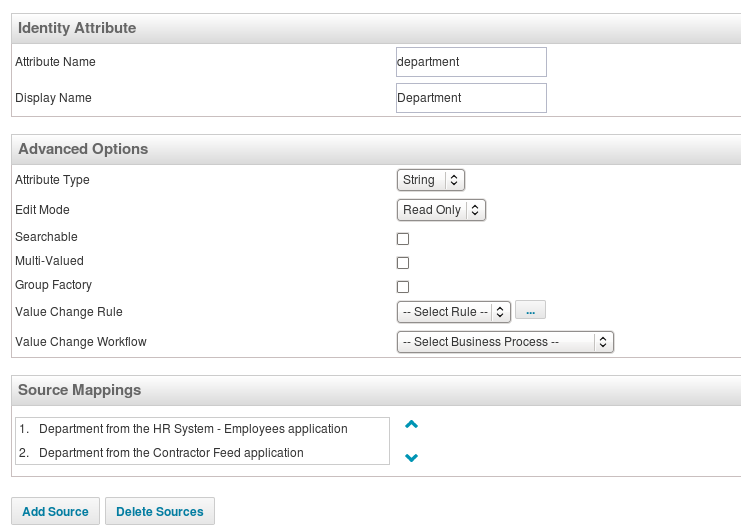 Identity Attribute
Attribute Name department
Display Name Department
Advanced Options
Attribute Type String
Edit Mode Read Only
Searchable
Multi-Valued
Group Factory
Value Change Rule -- Select Rule -- ...
Value Change Workflow -- Select Business Process --
Source Mappings
1. Department from the HR System - Employees application
2. Department from the Contractor Feed application
Add Source Delete Sources